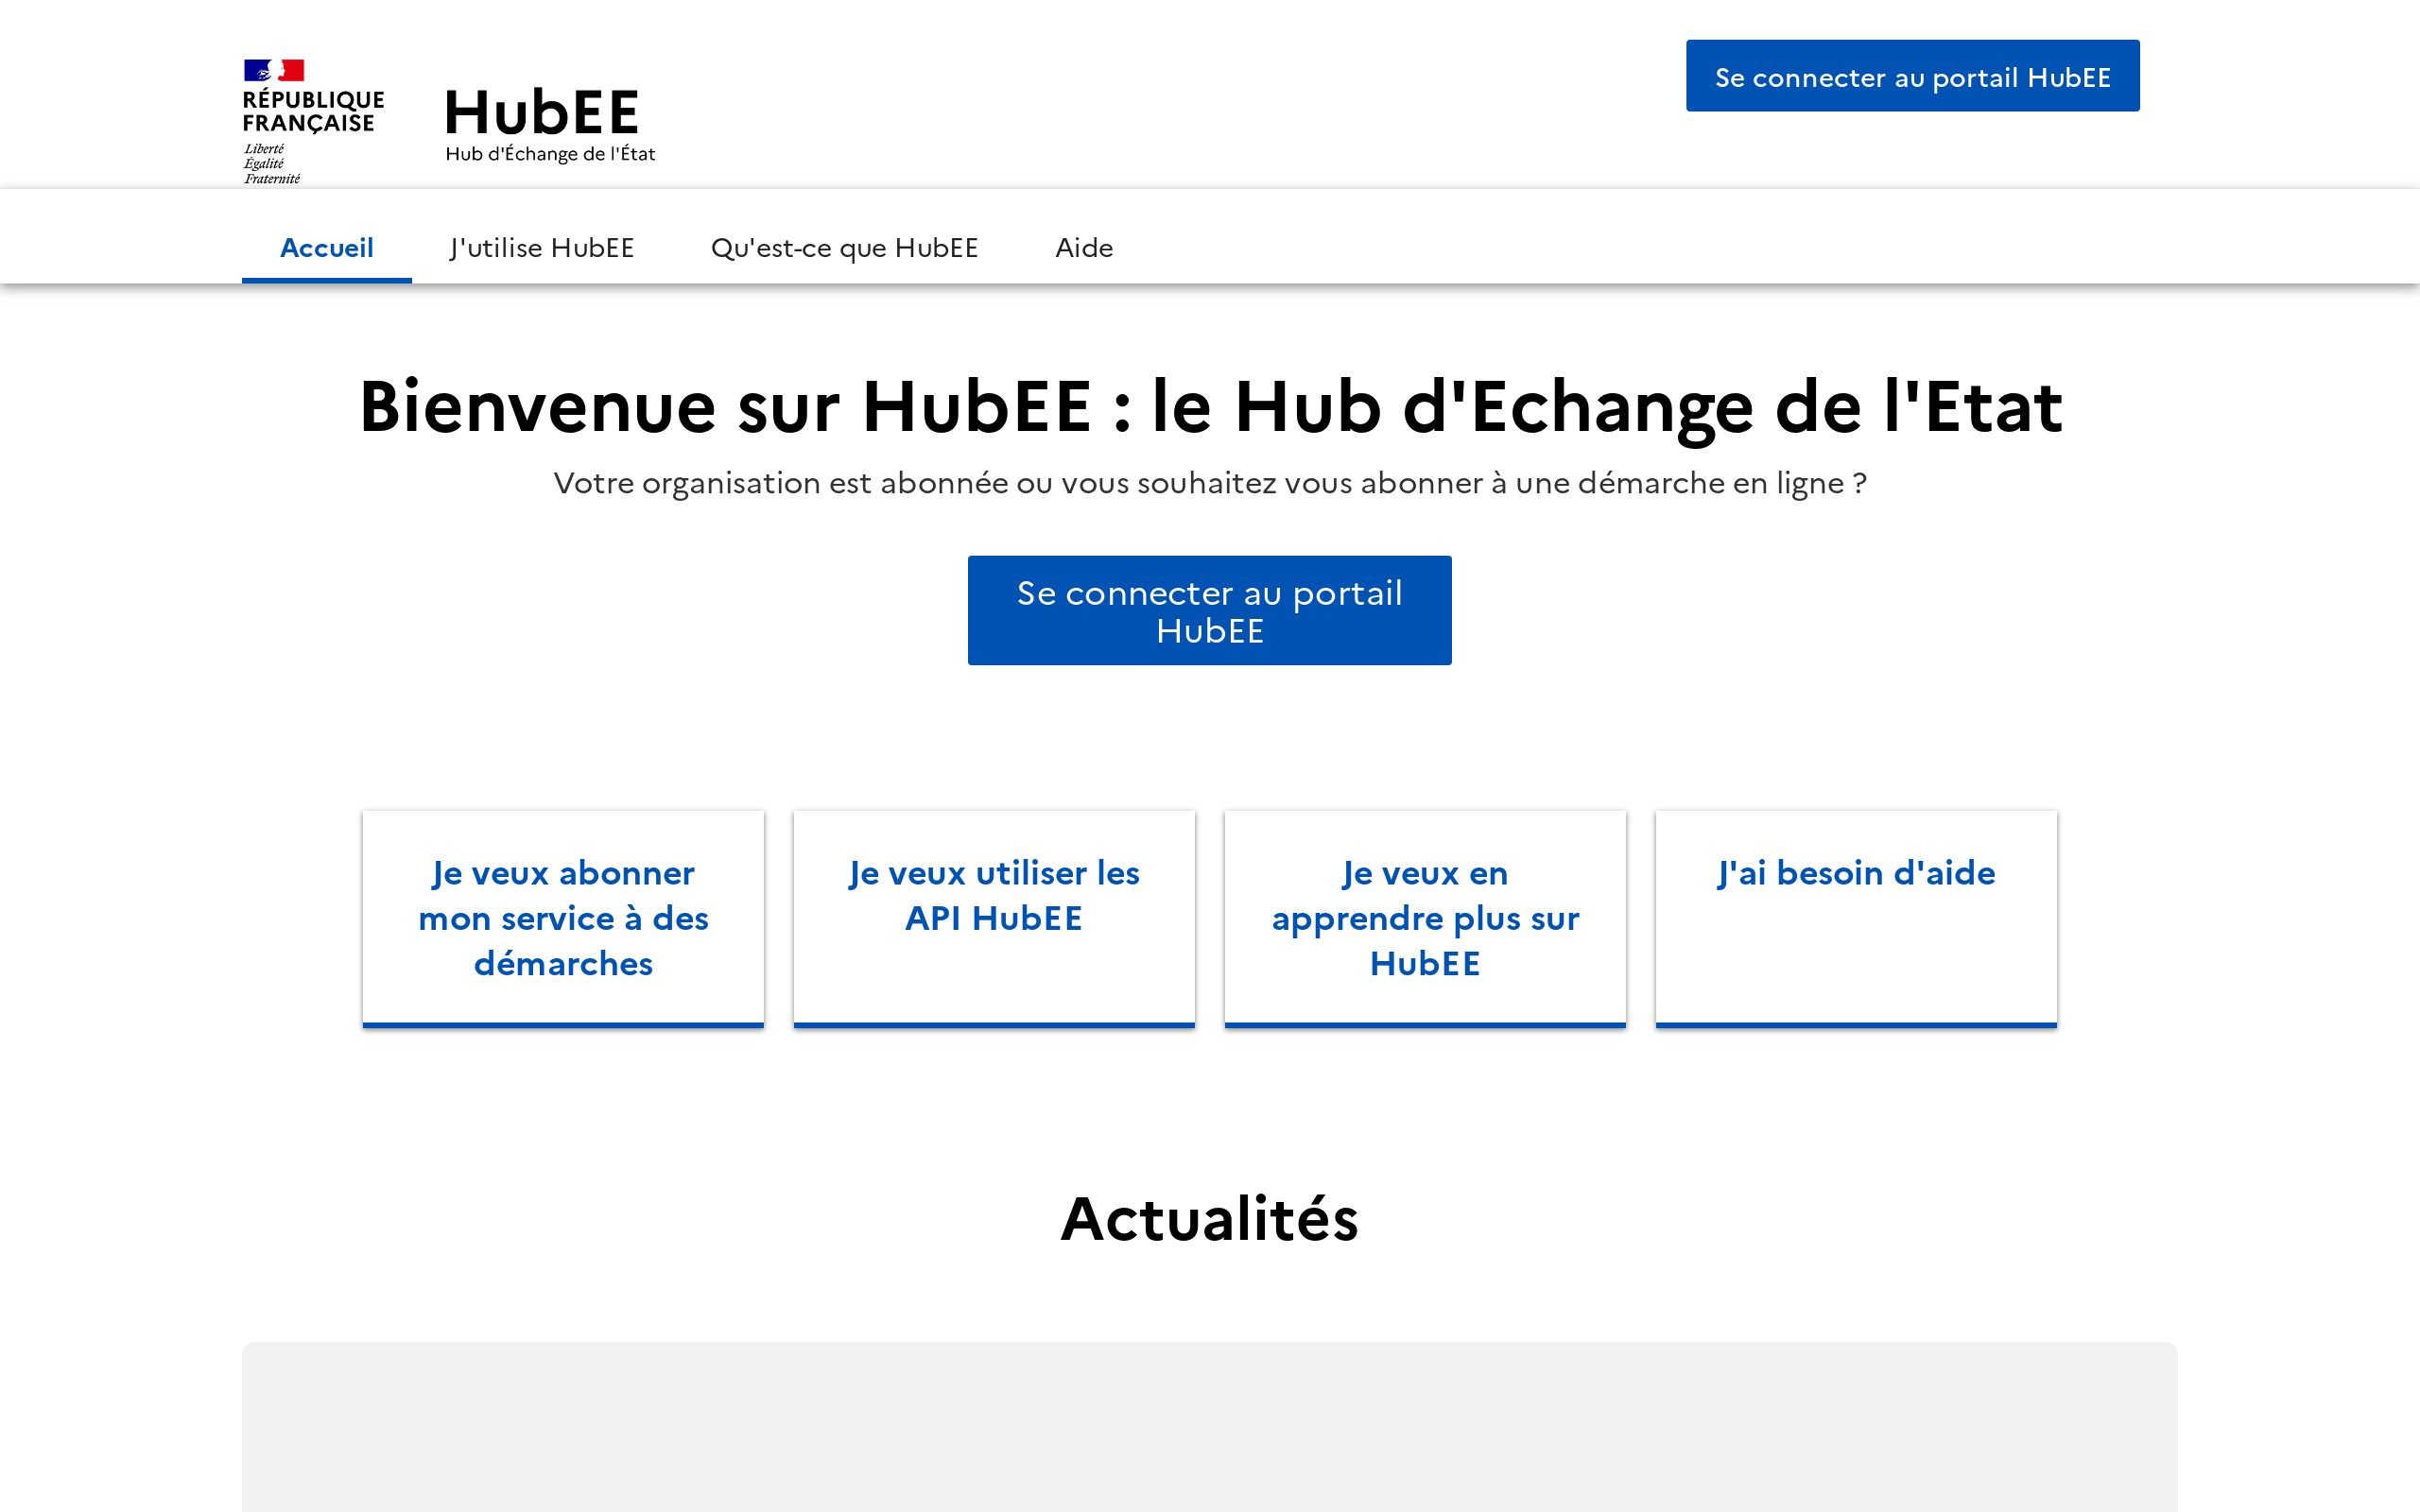 RÉPUBLIQUE
FRANÇAISE
Liberté
Égalité
Fraternité
HubEE
Hub d'Échange de l'État
Se connecter au portail HubEE
Accueil
J'utilise HubEE
Qu'est-ce que HubEE
Aide
Bienvenue sur HubEE : le Hub d'Echange de l'Etat
Votre organisation est abonnée ou vous souhaitez vous abonner à une démarche en ligne ?
Se connecter au portail
HubEE
Je veux abonner
mon service à des
démarches
Je veux utiliser les
API HubEE
Je veux en
apprendre plus sur
HubEE
J'ai besoin d'aide
Actualités